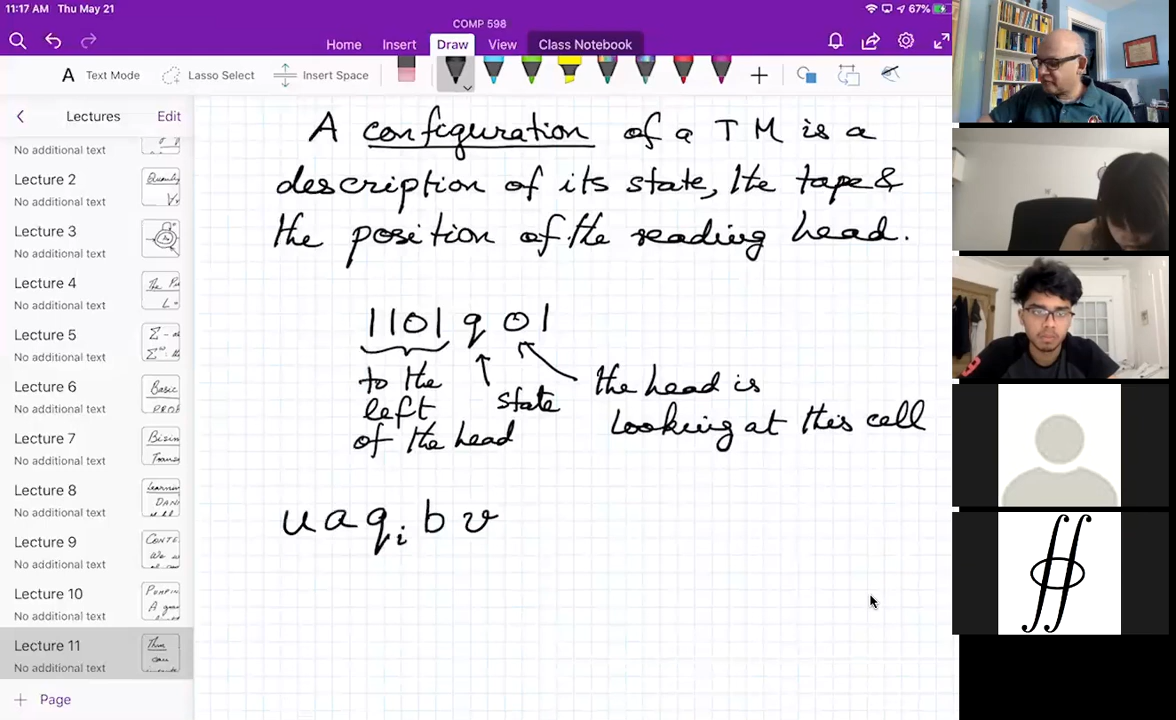 11:17 AM Thu May 21
67%
COMP 598
Home Insert Draw View Class Notebook
A Text Mode Lasso Select Insert Space
Lectures Edit
No additional text
Lecture 2
No additional text
Lecture 3
No additional text
Lecture 4
No additional text
Lecture 5
No additional text
Lecture 6
No additional text
Lecture 7
No additional text
Lecture 8
No additional text
Lecture 9
No additional text
Lecture 10
No additional text
Lecture 11
No additional text
+ Page
A configuration of a TM is a
description of its state, the tape &
the position of the reading head.
1101 q 01
to the
left
of the head
state
the head is
looking at this cell
u a qi b v